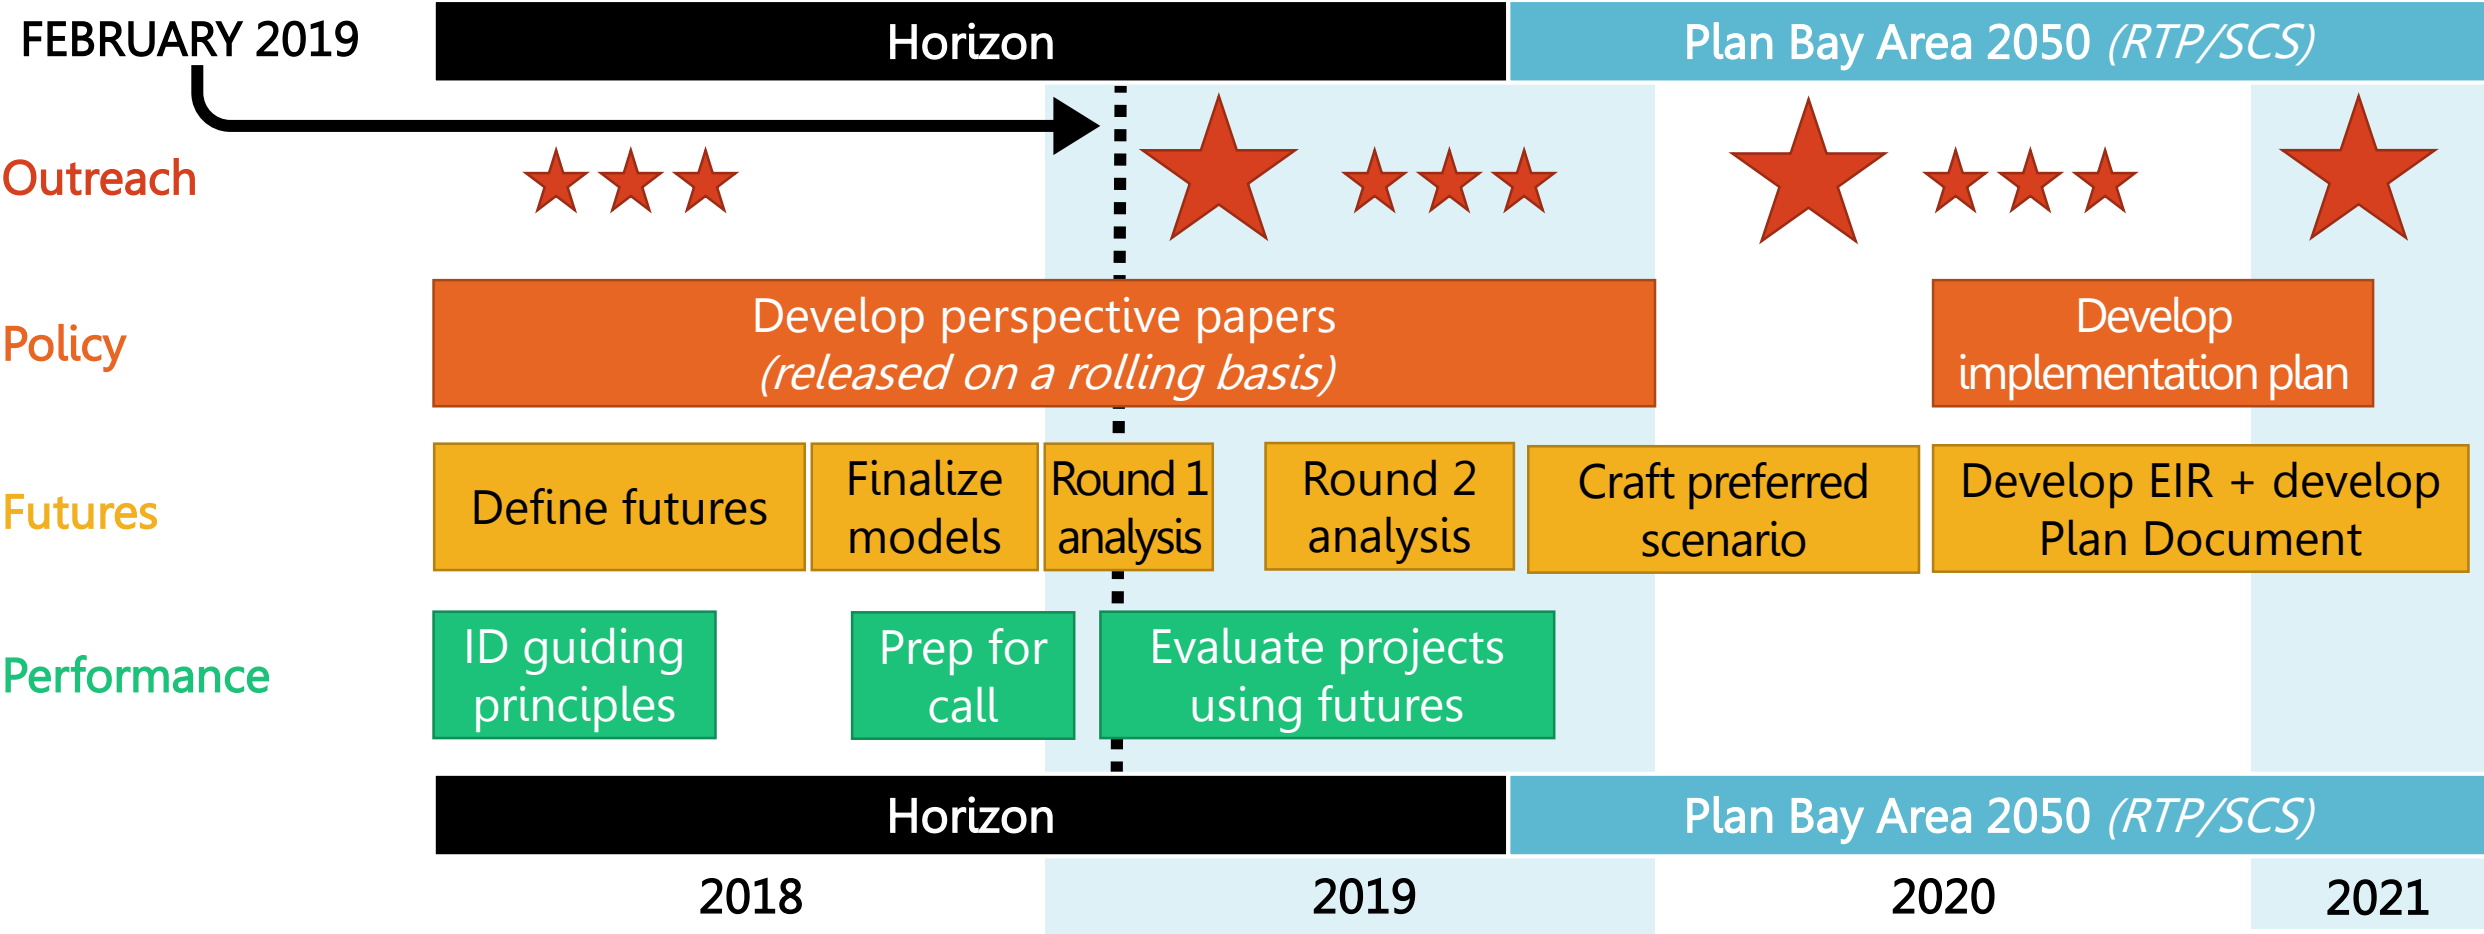 FEBRUARY 2019
Horizon
Plan Bay Area 2050 (RTP/SCS)
Outreach
Policy
Develop perspective papers
(released on a rolling basis)
Develop
implementation plan
Futures
Define futures
Finalize
models
Round 1
analysis
Round 2
analysis
Craft preferred
scenario
Develop EIR + develop
Plan Document
Performance
ID guiding
principles
Prep for
call
Evaluate projects
using futures
Horizon
Plan Bay Area 2050 (RTP/SCS)
2018
2019
2020
2021